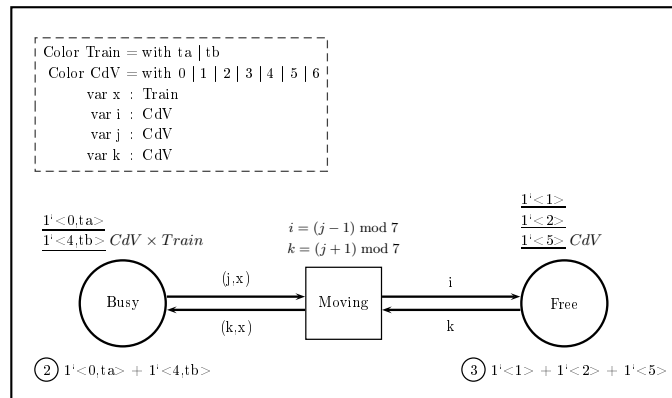 Color Train = with ta | tb
Color CdV = with 0 | 1 | 2 | 3 | 4 | 5 | 6
var x : Train
var i : CdV
var j : CdV
var k : CdV
1‘<0,ta>
1‘<4,tb> CdV × Train
i = (j − 1) mod 7
k = (j + 1) mod 7
1‘<1>
1‘<2>
1‘<5> CdV
Busy
(j,x)
(k,x)
Moving
i
k
Free
2 1‘<0,ta> + 1‘<4,tb>
3 1‘<1> + 1‘<2> + 1‘<5>